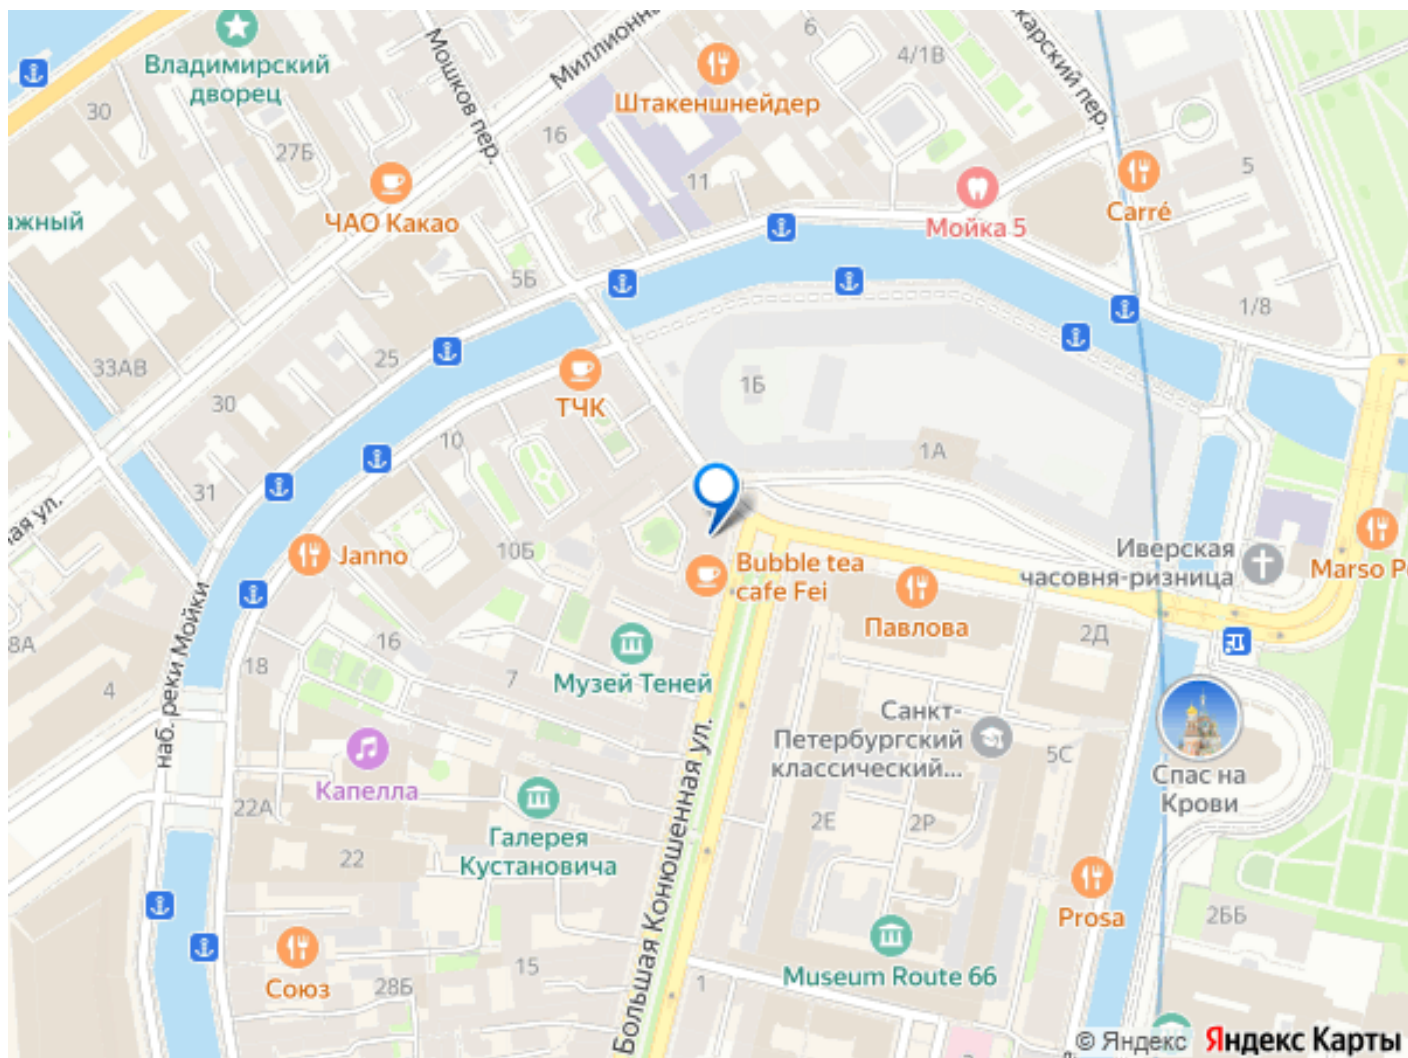 Владимирский
дворец
Мошков пер.
Миллионна
6
4/1В
карский пер.
Штакеншнейдер
30
27Б
16
11
5
ЧАО Какао
Мойка 5
Carré
ажный
5Б
1/8
33АВ
25
30
ТЧК
1Б
10
1А
31
ная ул.
Janno
10Б
Bubble tea
cafe Fei
Иверская
часовня-ризница
Marso P
Павлова
2Д
8А
4
наб. реки Мойки
18
16
7
Музей Теней
Санкт-
Петербургский
классический...
5С
Спас на
Крови
Капелла
22А
22
Галерея
Кустановича
Большая Конюшенная ул.
2Е
2Р
Prosa
2ББ
Museum Route 66
Союз
28Б
15
1
© Яндекс Яндекс Карты